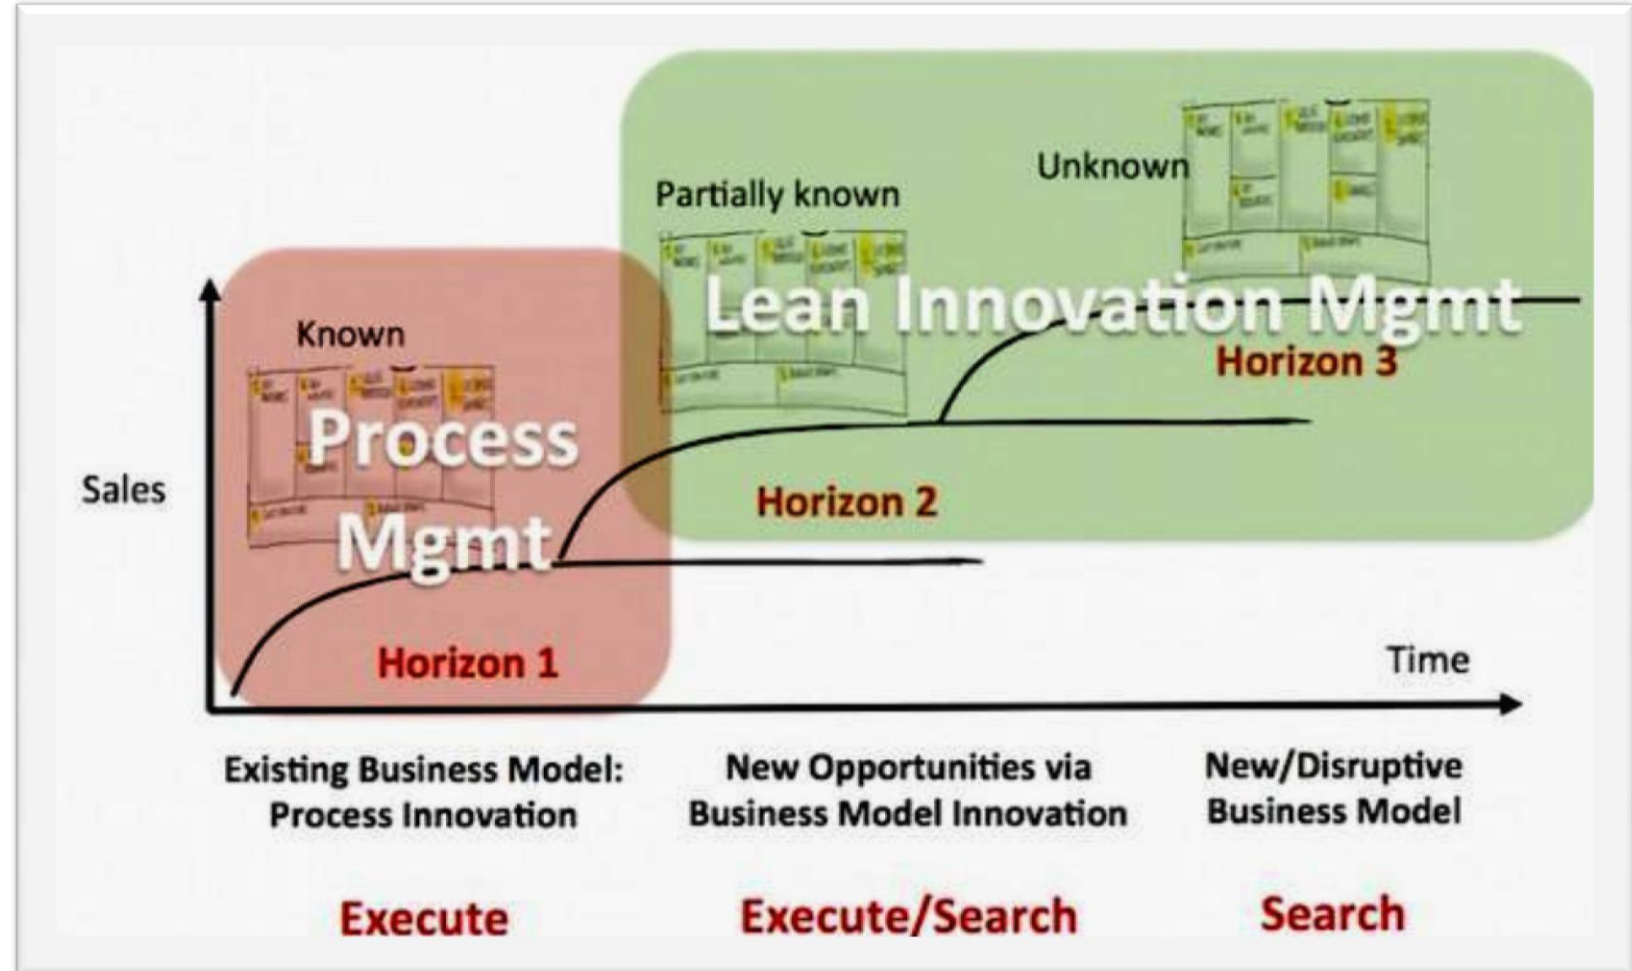 Unknown
Partially known
Lean Innovation Mgmt
Horizon 3
Known
Process
Mgmt
Sales
Horizon 2
Horizon 1
Time
Existing Business Model:
Process Innovation
New Opportunities via
Business Model Innovation
New/Disruptive
Business Model
Execute
Execute/Search
Search